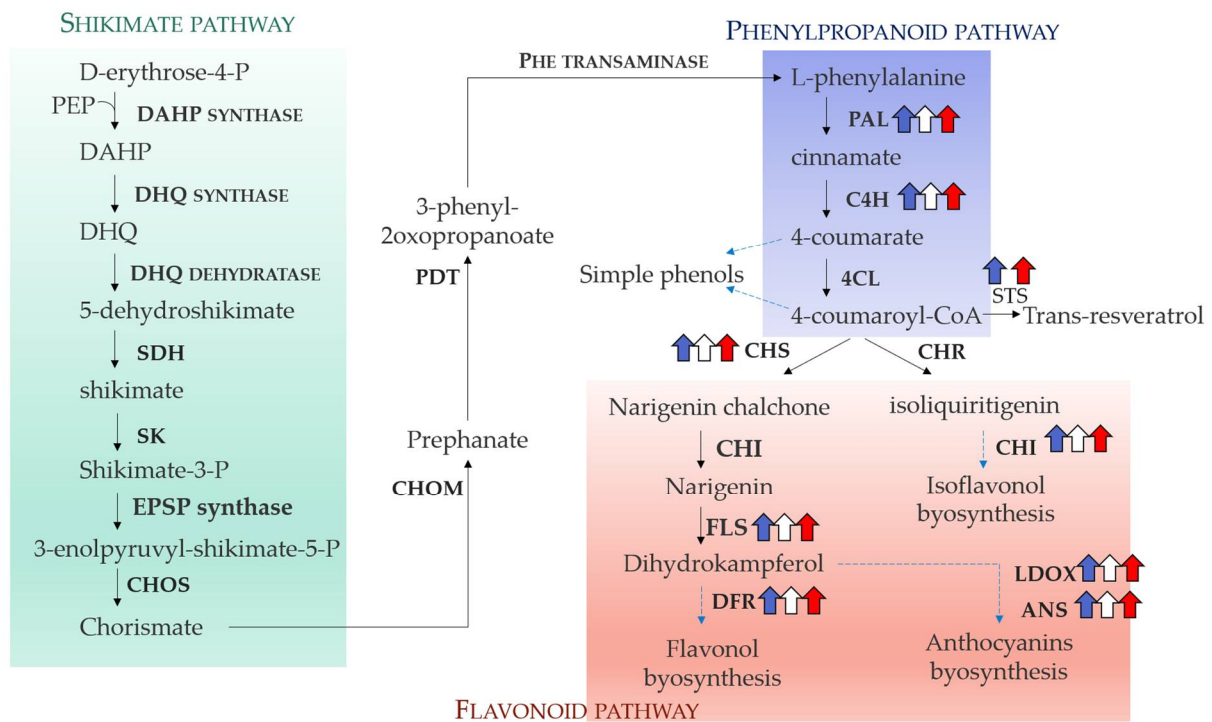 SHIKIMATE PATHWAY
D-erythrose-4-P
PEP
DAHP SYNTHASE
DAHP
DHQ SYNTHASE
DHQ
DHQ DEHYDRATASE
5-dehydroshikimate
SDH
shikimate
SK
Shikimate-3-P
EPSP synthase
3-enolpyruvyl-shikimate-5-P
CHOS
Chorismate
CHOM
Prephanate
PDT
3-phenyl-
2oxopropanoate
PHE TRANSAMINASE
PHENYLPROPANOID PATHWAY
L-phenylalanine
PAL
cinnamate
C4H
4-coumarate
Simple phenols
4CL
4-coumaroyl-CoA
STS
Trans-resveratrol
CHS
CHR
Narigenin chalchone
CHI
Narigenin
FLS
Dihydrokampferol
DFR
Flavonol
byosynthesis
isoliquiritigenin
CHI
Isoflavonol
byosynthesis
LDOX
ANS
Anthocyanins
byosynthesis
FLAVONOID PATHWAY